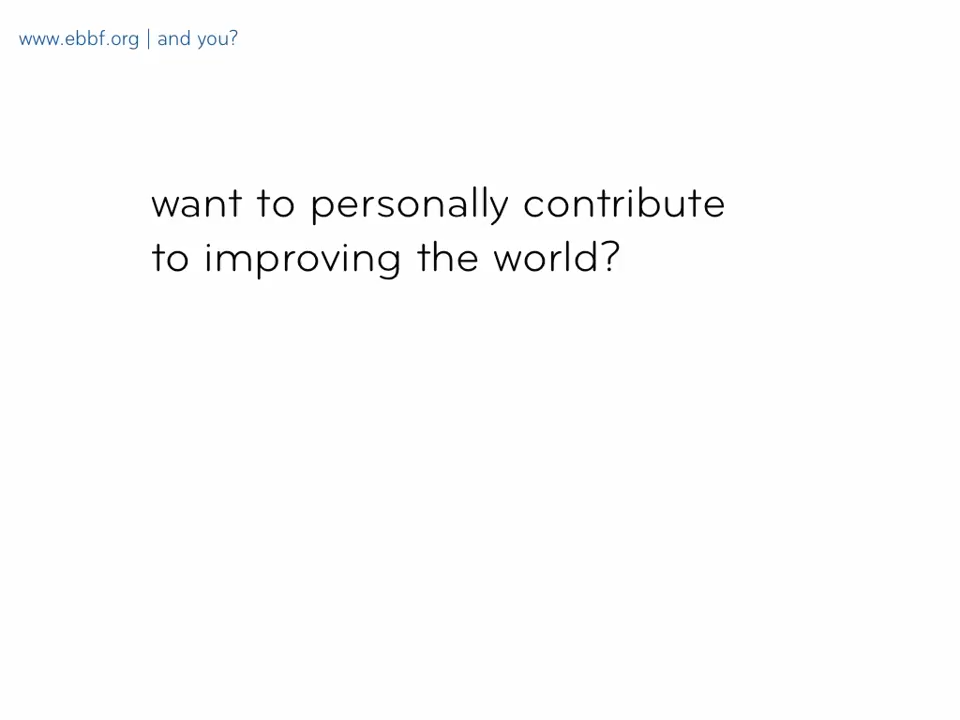 www.ebbf.org | and you?
want to personally contribute
to improving the world?